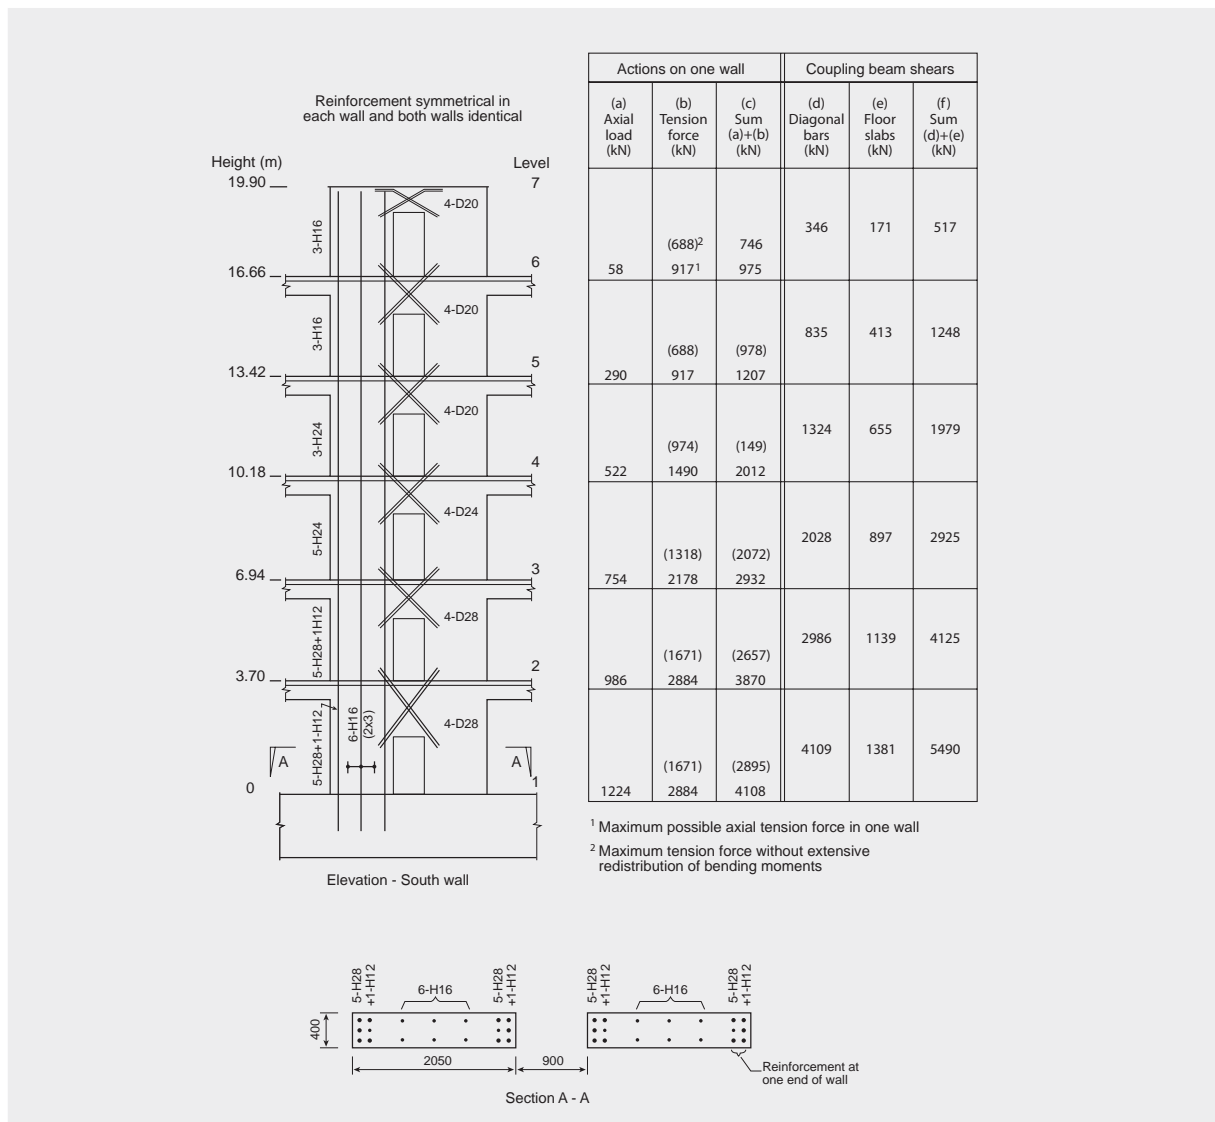 Reinforcement symmetrical in
each wall and both walls identical
Height (m)
Level
19.90
7
4-D20
3-H16
16.66
6
4-D20
3-H16
13.42
5
4-D20
3-H24
10.18
4
4-D24
5-H24
6.94
3
4-D28
5-H28+1H12
3.70
2
4-D28
5-H28+1-H12
6-H16
(2x3)
A
A
0
1
Elevation - South wall
Actions on one wall
Coupling beam shears
(a)
Axial
load
(kN)
(b)
Tension
force
(kN)
(c)
Sum
(a)+(b)
(kN)
(d)
Diagonal
bars
(kN)
(e)
Floor
slabs
(kN)
(f)
Sum
(d)+(e)
(kN)
346 171 517
(688)² 746
58 917¹ 975
835 413 1248
(688) (978)
290 917 1207
1324 655 1979
(974) (149)
522 1490 2012
2028 897 2925
(1318) (2072)
754 2178 2932
2986 1139 4125
(1671) (2657)
986 2884 3870
4109 1381 5490
(1671) (2895)
1224 2884 4108
¹ Maximum possible axial tension force in one wall
² Maximum tension force without extensive
redistribution of bending moments
5-H28
+1-H12
6-H16
5-H28
+1-H12
5-H28
+1-H12
6-H16
5-H28
+1-H12
400
2050
900
Reinforcement at
one end of wall
Section A - A